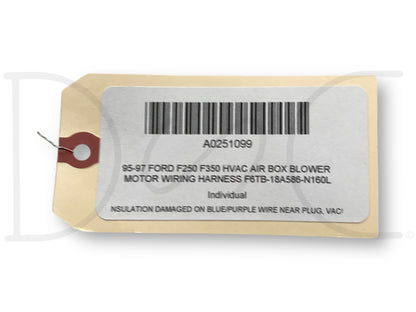 A0251099
95-97 FORD F250 F350 HVAC AIR BOX BLOWER
MOTOR WIRING HARNESS F6TB-18A586-N160L
Individual
NSULATION DAMAGED ON BLUE/PURPLE WIRE NEAR PLUG, VAC